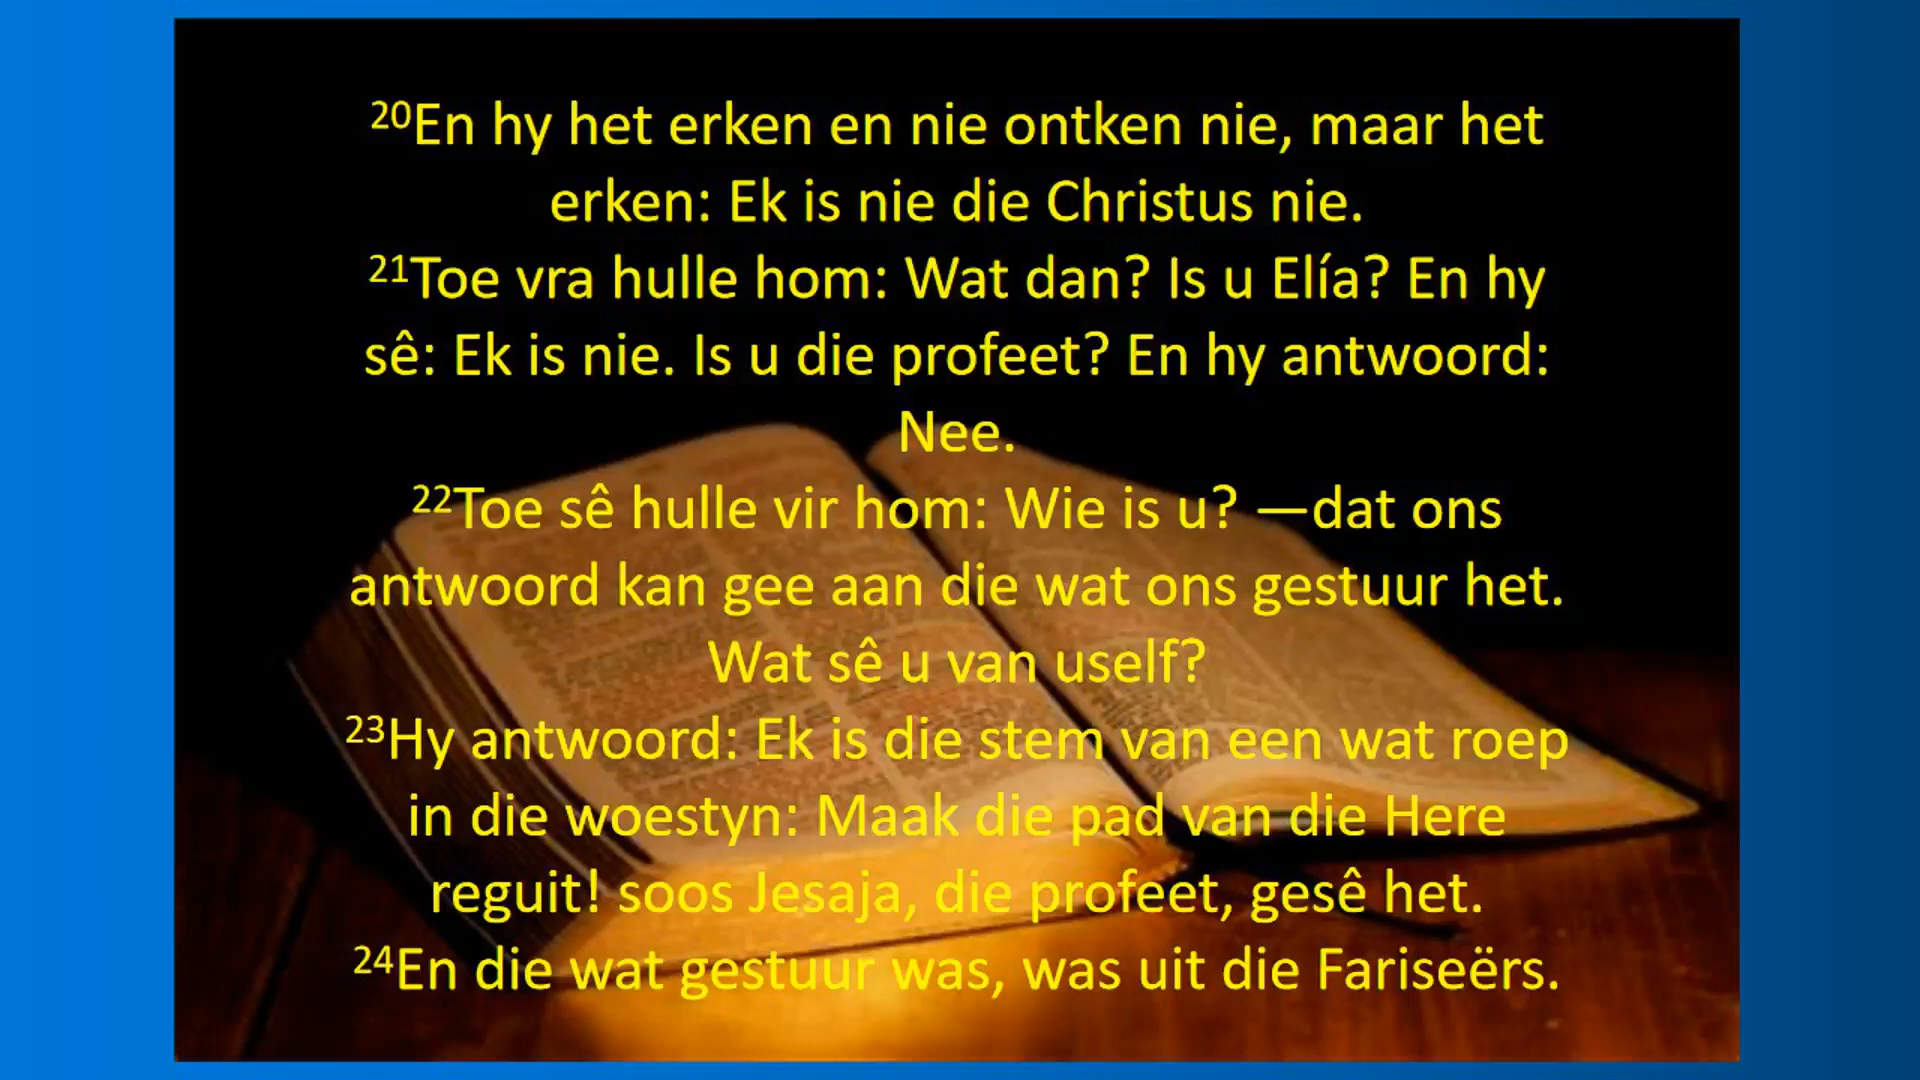 20En hy het erken en nie ontken nie, maar het
erken: Ek is nie die Christus nie.
21Toe vra hulle hom: Wat dan? Is u Elía? En hy
sê: Ek is nie. Is u die profeet? En hy antwoord:
Nee.
22Toe sê hulle vir hom: Wie is u? —dat ons
antwoord kan gee aan die wat ons gestuur het.
Wat sê u van uself?
23Hy antwoord: Ek is die stem van een wat roep
in die woestyn: Maak die pad van die Here
reguit! soos Jesaja, die profeet, gesê het.
24En die wat gestuur was, was uit die Fariseërs.